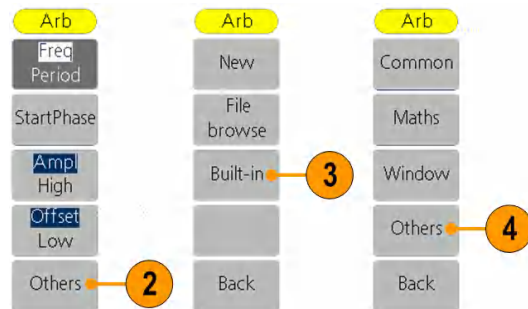 Arb
Freq
Period
StartPhase
Ampl
High
Offset
Low
Others
2
Arb
New
File
browse
Built-in
3
Back
Arb
Common
Maths
Window
Others
4
Back